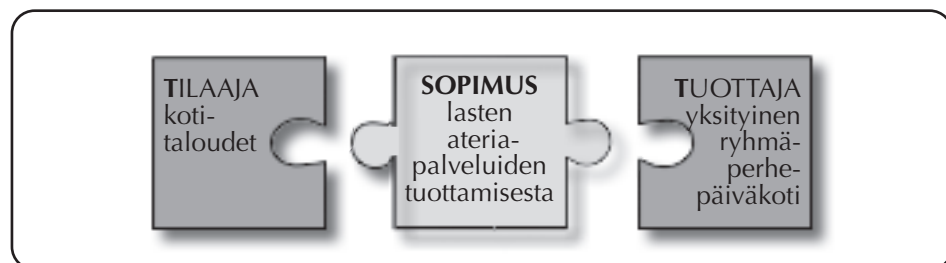 TILAAJA
koti-
taloudet
SOPIMUS
lasten
ateria-
palveluiden
tuottamisesta
TUOTTAJA
yksityinen
ryhmä-
perhe-
päiväkoti